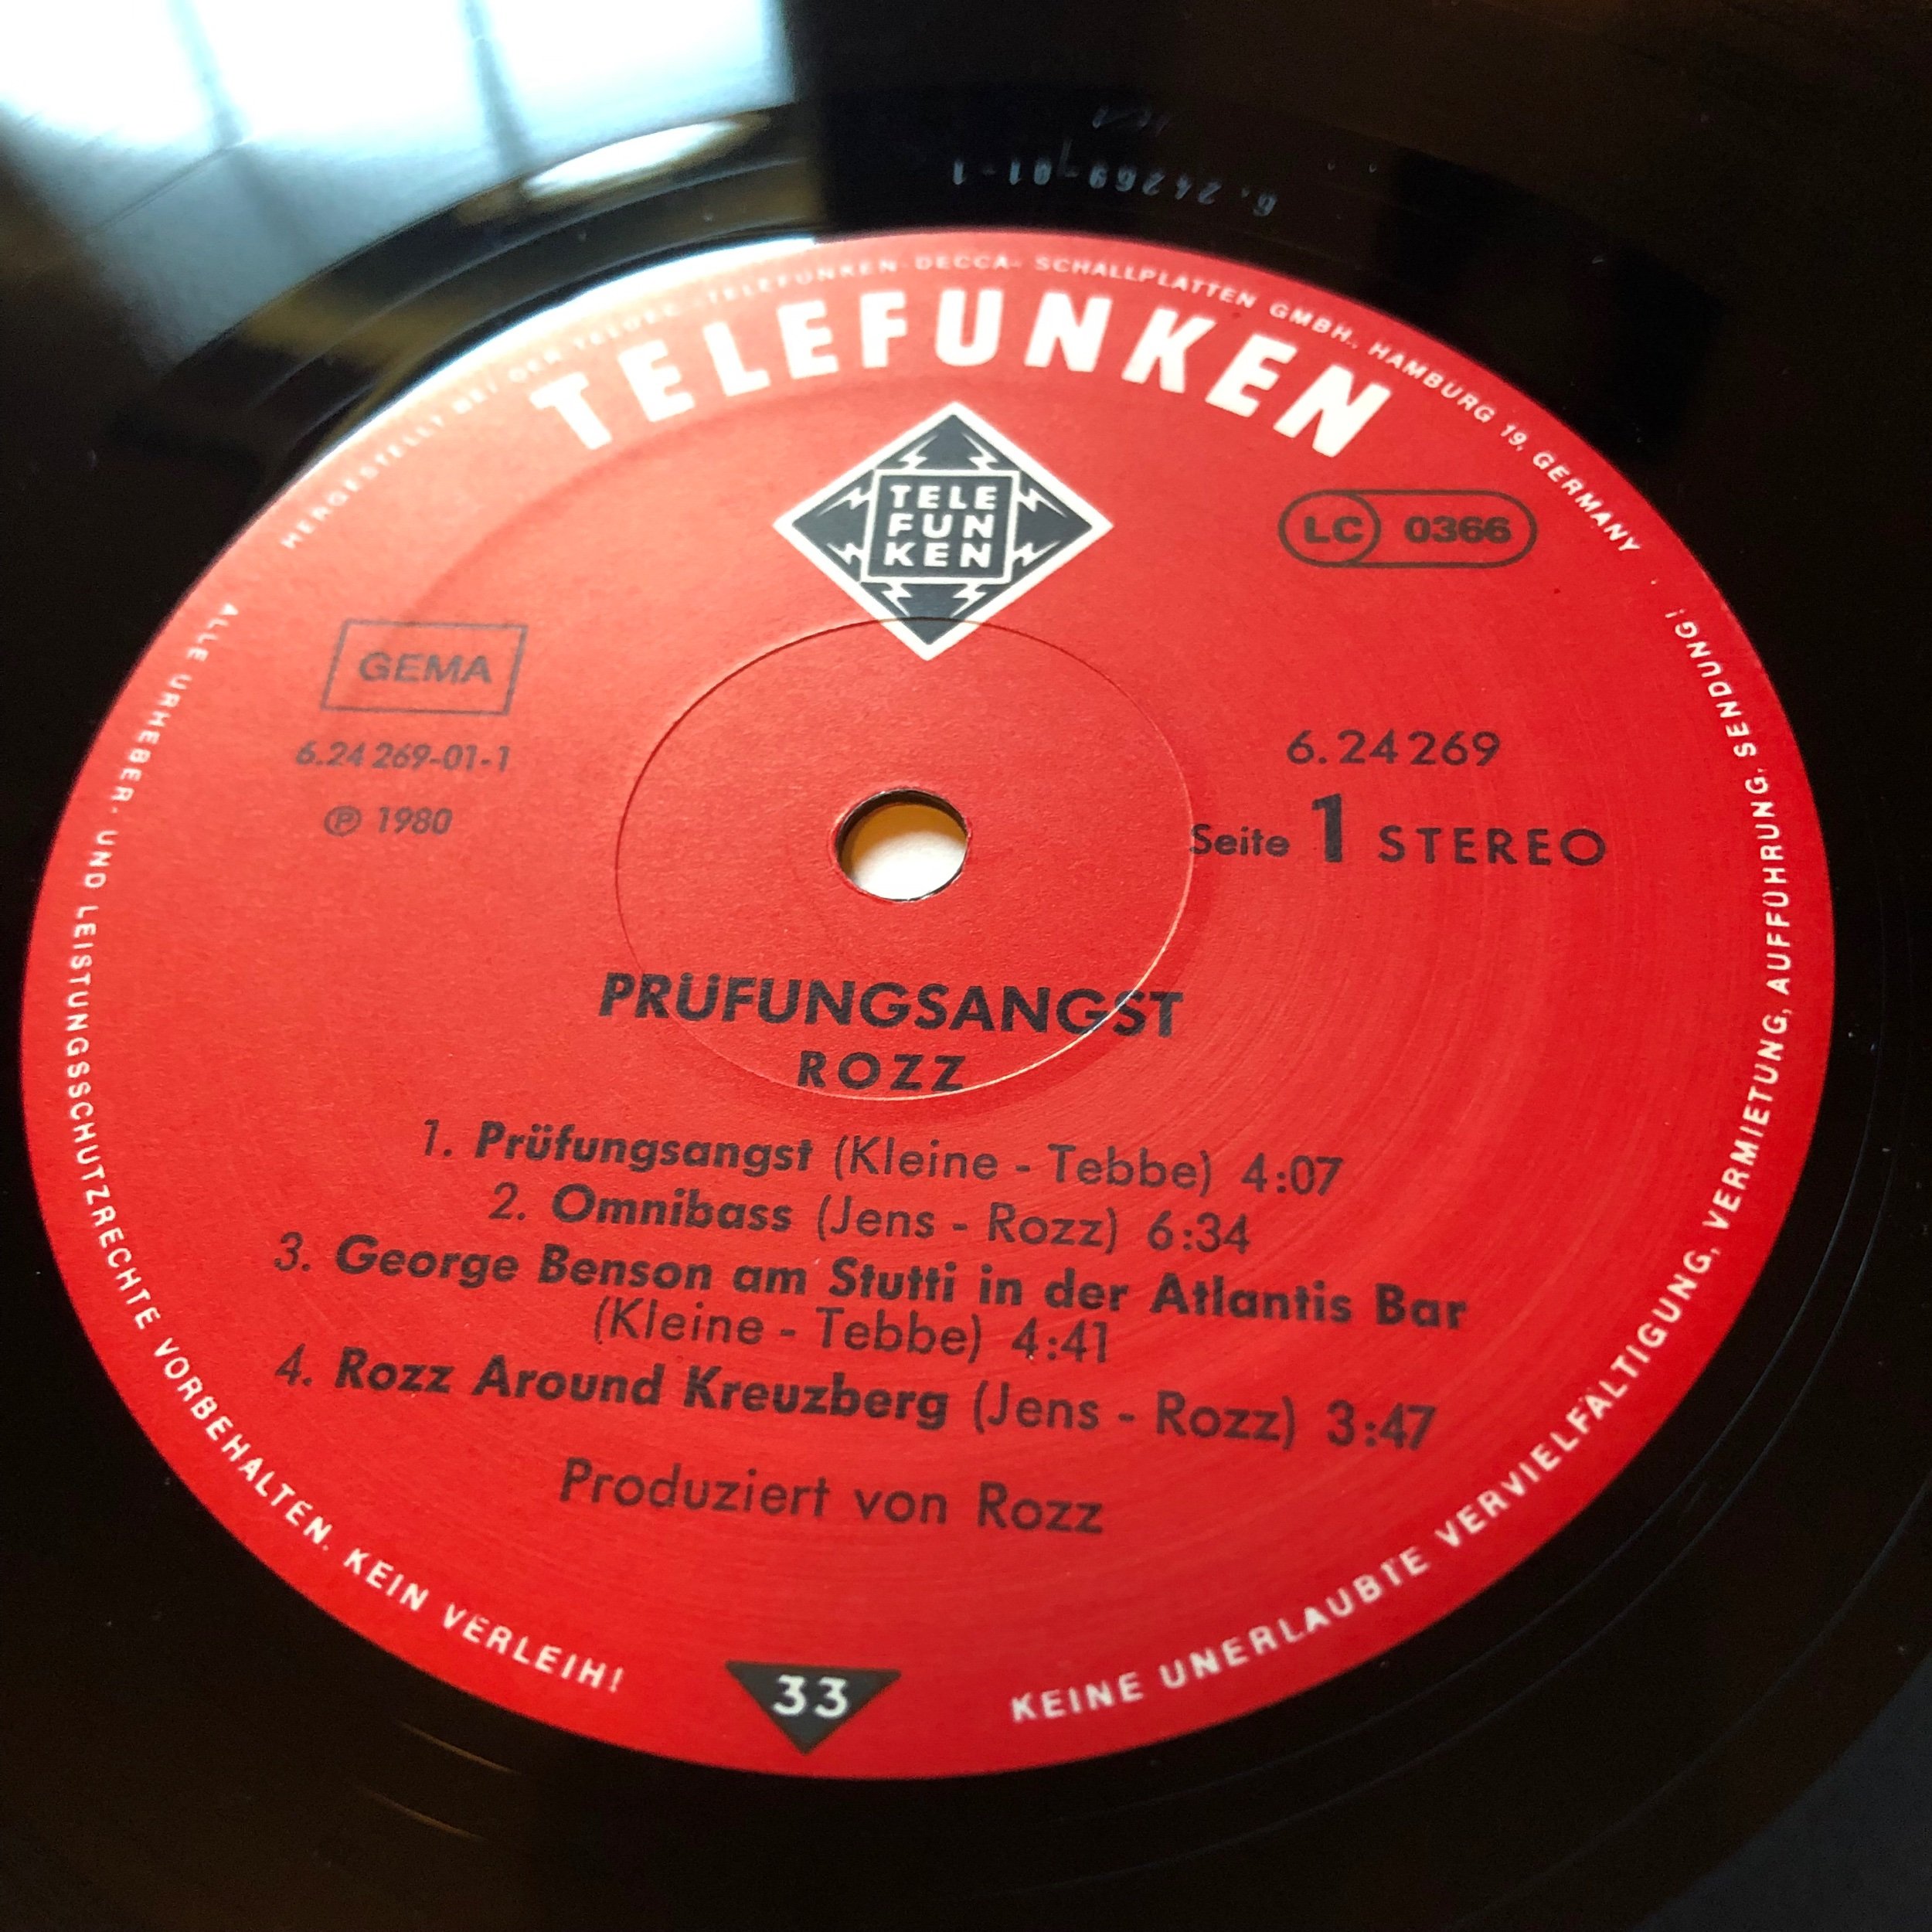 6.24269-01-1
HERGESTELLT BEI DER TELDEC »TELEFUNKEN-DECCA« SCHALLPLATTEN GMBH., HAMBURG 19, GERMANY
TELEFUNKEN
TELE
FUN
KEN
LC 0366
GEMA
6.24 269-01-1
℗ 1980
6.24269
Seite 1 STEREO
PRÜFUNGSANGST
ROZZ
1. Prüfungsangst (Kleine - Tebbe) 4:07
2. Omnibass (Jens - Rozz) 6:34
3. George Benson am Stutti in der Atlantis Bar
(Kleine - Tebbe) 4:41
4. Rozz Around Kreuzberg (Jens - Rozz) 3:47
Produziert von Rozz
33
ALLE URHEBER- UND LEISTUNGSSCHUTZRECHTE VORBEHALTEN. KEIN VERLEIH!
KEINE UNERLAUBTE VERVIELFÄLTIGUNG, VERMIETUNG, AUFFÜHRUNG, SENDUNG!